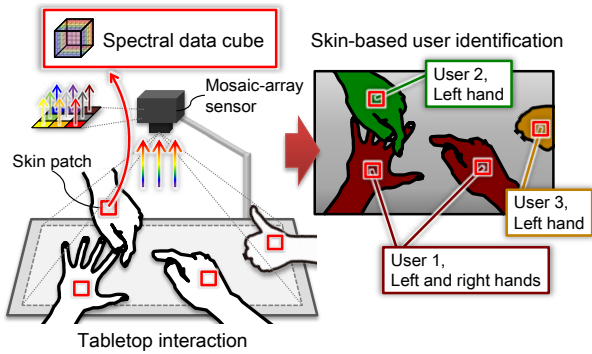 Spectral data cube
Mosaic-array
sensor
Skin patch
Tabletop interaction
Skin-based user identification
User 2,
Left hand
User 3,
Left hand
User 1,
Left and right hands